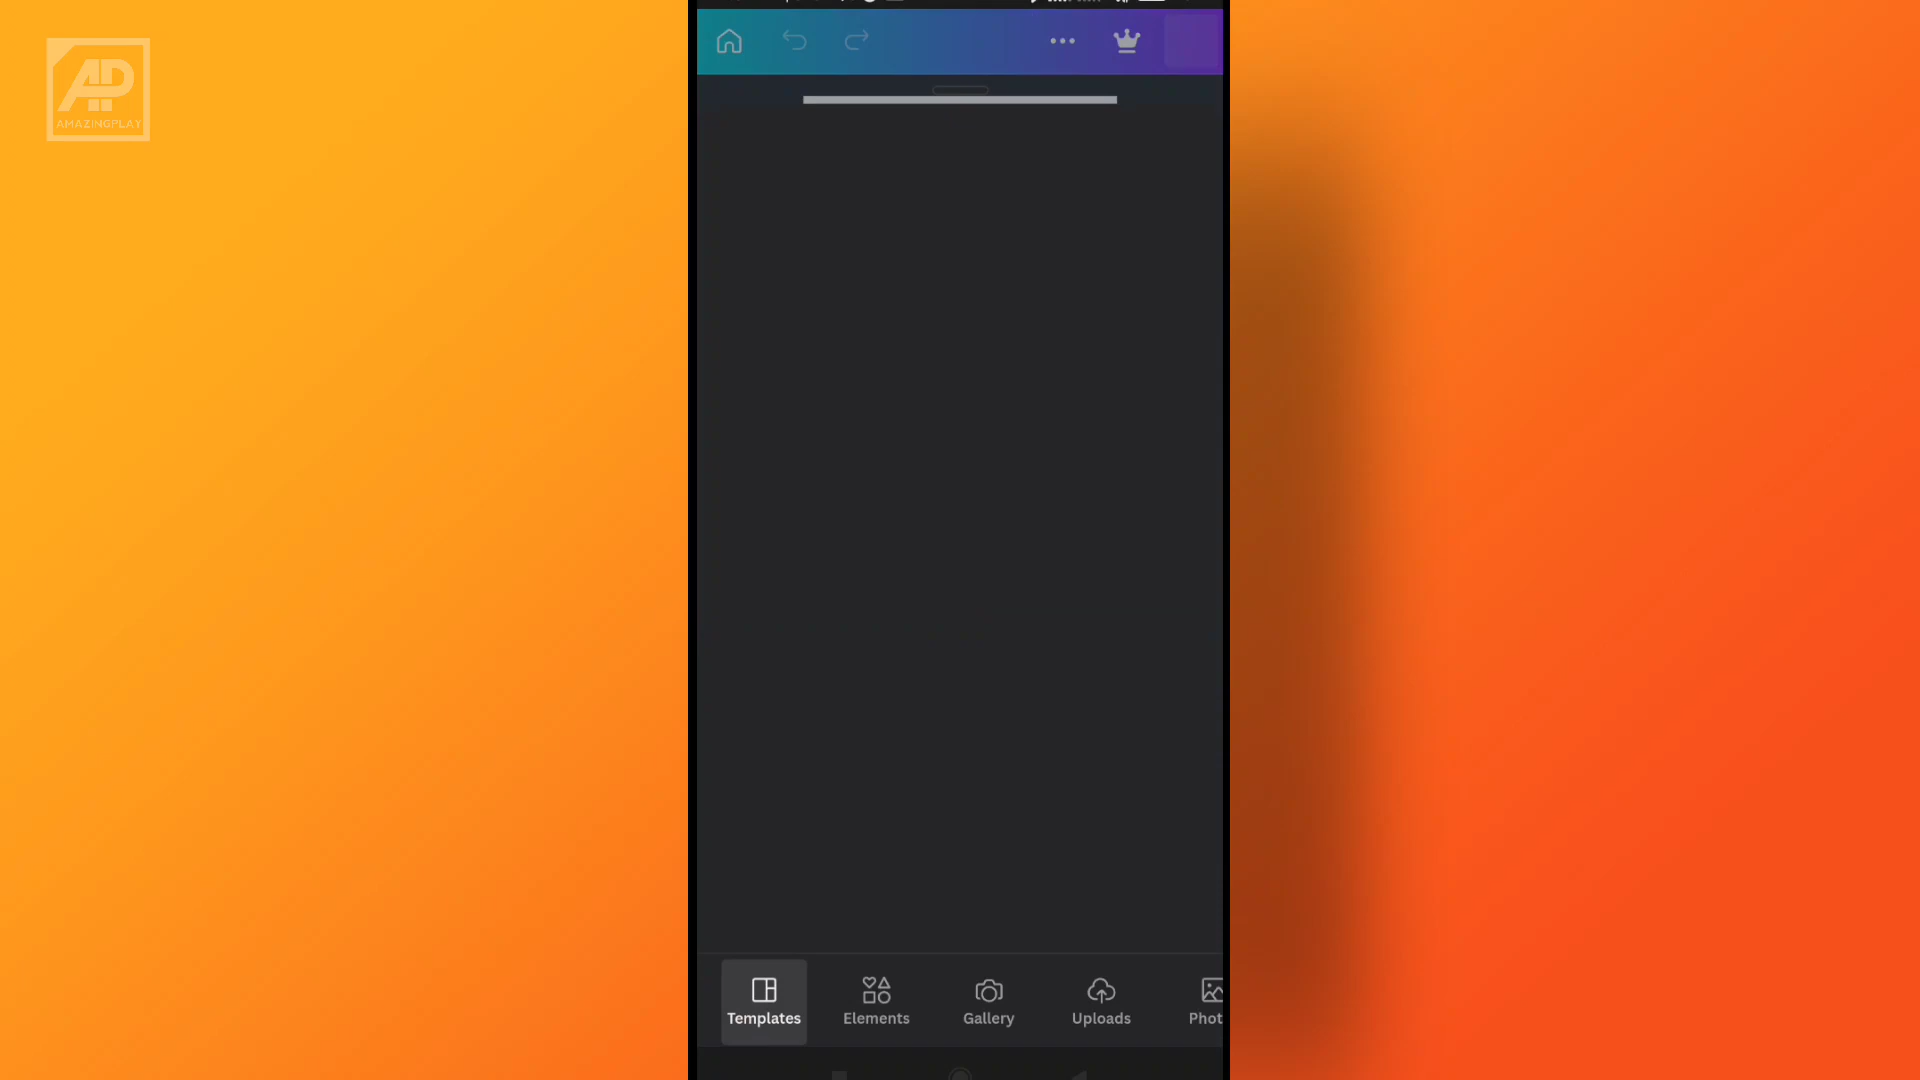 AP
AMAZINGPLAY
Templates
Elements
Gallery
Uploads
Phot